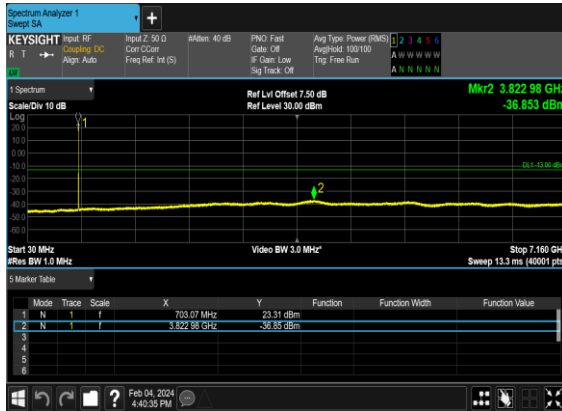 Spectrum Analyzer 1
Swept SA
+
KEYSIGHT Input: RF Input Z: 50 Ω #Atten: 40 dB PNO: Fast Avg Type: Power (RMS) 1 2 3 4 5 6
R T Coupling: DC Corr CCorr Gate: Off Avg|Hold: 100/100 A W W W W W
Align: Auto Freq Ref: Int (S) IF Gain: Low Trig: Free Run
Sig Track: Off A N N N N N
1 Spectrum Ref Lvl Offset 7.50 dB Mkr2 3.822 98 GHz
Scale/Div 10 dB Ref Level 30.00 dBm -36.853 dBm
Log
20.0
10.0
0.00
-10.0
DL1 -13.00 dBm
-20.0
-30.0
-40.0
-50.0
-60.0
1
2
Start 30 MHz Video BW 3.0 MHz* Stop 7.160 GHz
#Res BW 1.0 MHz Sweep 13.3 ms (40001 pts)
5 Marker Table
Mode Trace Scale X Y Function Function Width Function Value
1 N 1 f 703.07 MHz 23.31 dBm
2 N 1 f 3.822 98 GHz -36.85 dBm
3
4
5
6
? Feb 04, 2024
4:40:35 PM